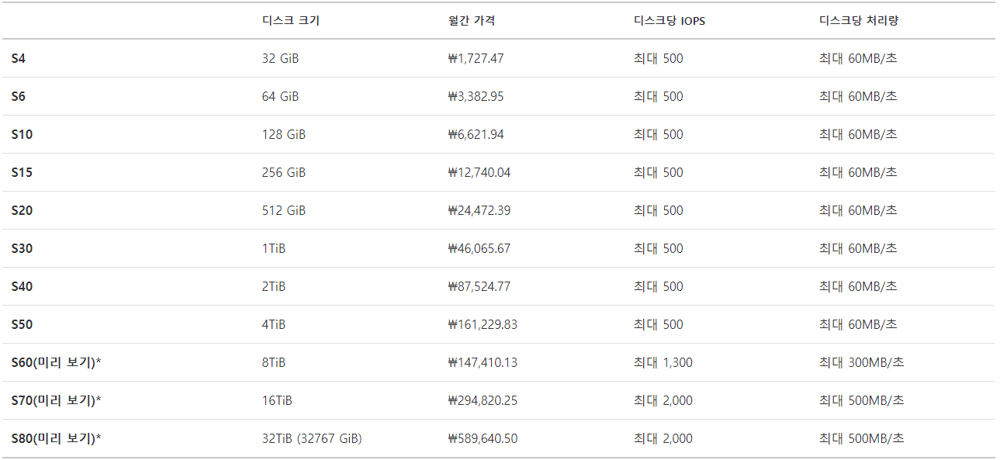 디스크 크기 월간 가격 디스크당 IOPS 디스크당 처리량
S4 32 GiB ₩1,727.47 최대 500 최대 60MB/초
S6 64 GiB ₩3,382.95 최대 500 최대 60MB/초
S10 128 GiB ₩6,621.94 최대 500 최대 60MB/초
S15 256 GiB ₩12,740.04 최대 500 최대 60MB/초
S20 512 GiB ₩24,472.39 최대 500 최대 60MB/초
S30 1TiB ₩46,065.67 최대 500 최대 60MB/초
S40 2TiB ₩87,524.77 최대 500 최대 60MB/초
S50 4TiB ₩161,229.83 최대 500 최대 60MB/초
S60(미리 보기)* 8TiB ₩147,410.13 최대 1,300 최대 300MB/초
S70(미리 보기)* 16TiB ₩294,820.25 최대 2,000 최대 500MB/초
S80(미리 보기)* 32TiB (32767 GiB) ₩589,640.50 최대 2,000 최대 500MB/초